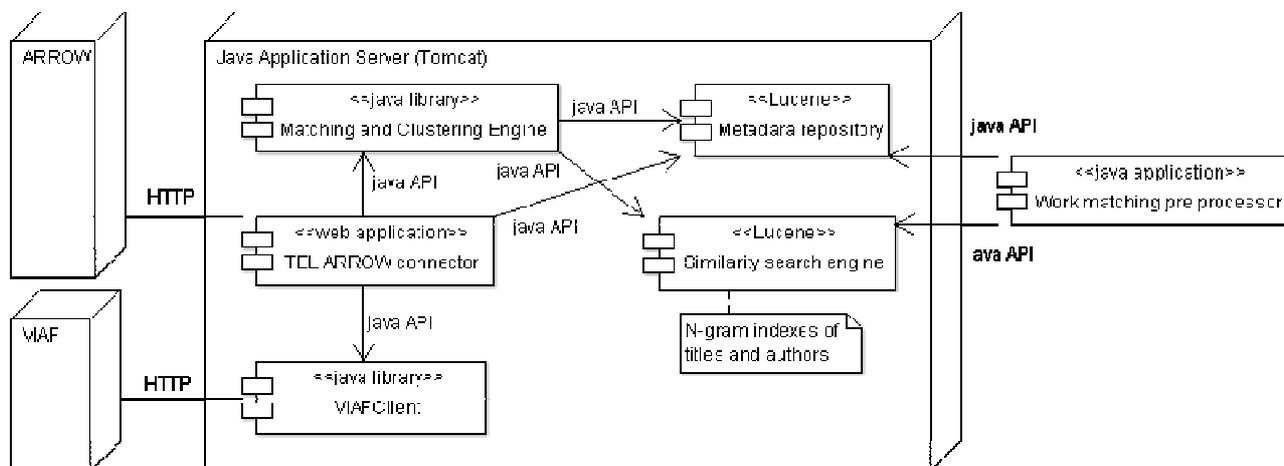 ARROW
Java Application Server (Tomcat)
<<java library>>
Matching and Clustering Engine
java API
<<Lucene>>
Metadara repository
java API
java API
java API
HTTP
<<java application>>
Work matching pre processor
<<web application>>
TEL ARROW connector
java API
<<Lucene>>
Similarity search engine
ava API
VIAF
java API
N-gram indexes of
titles and authors
HTTP
<<java library>>
VIAFClient